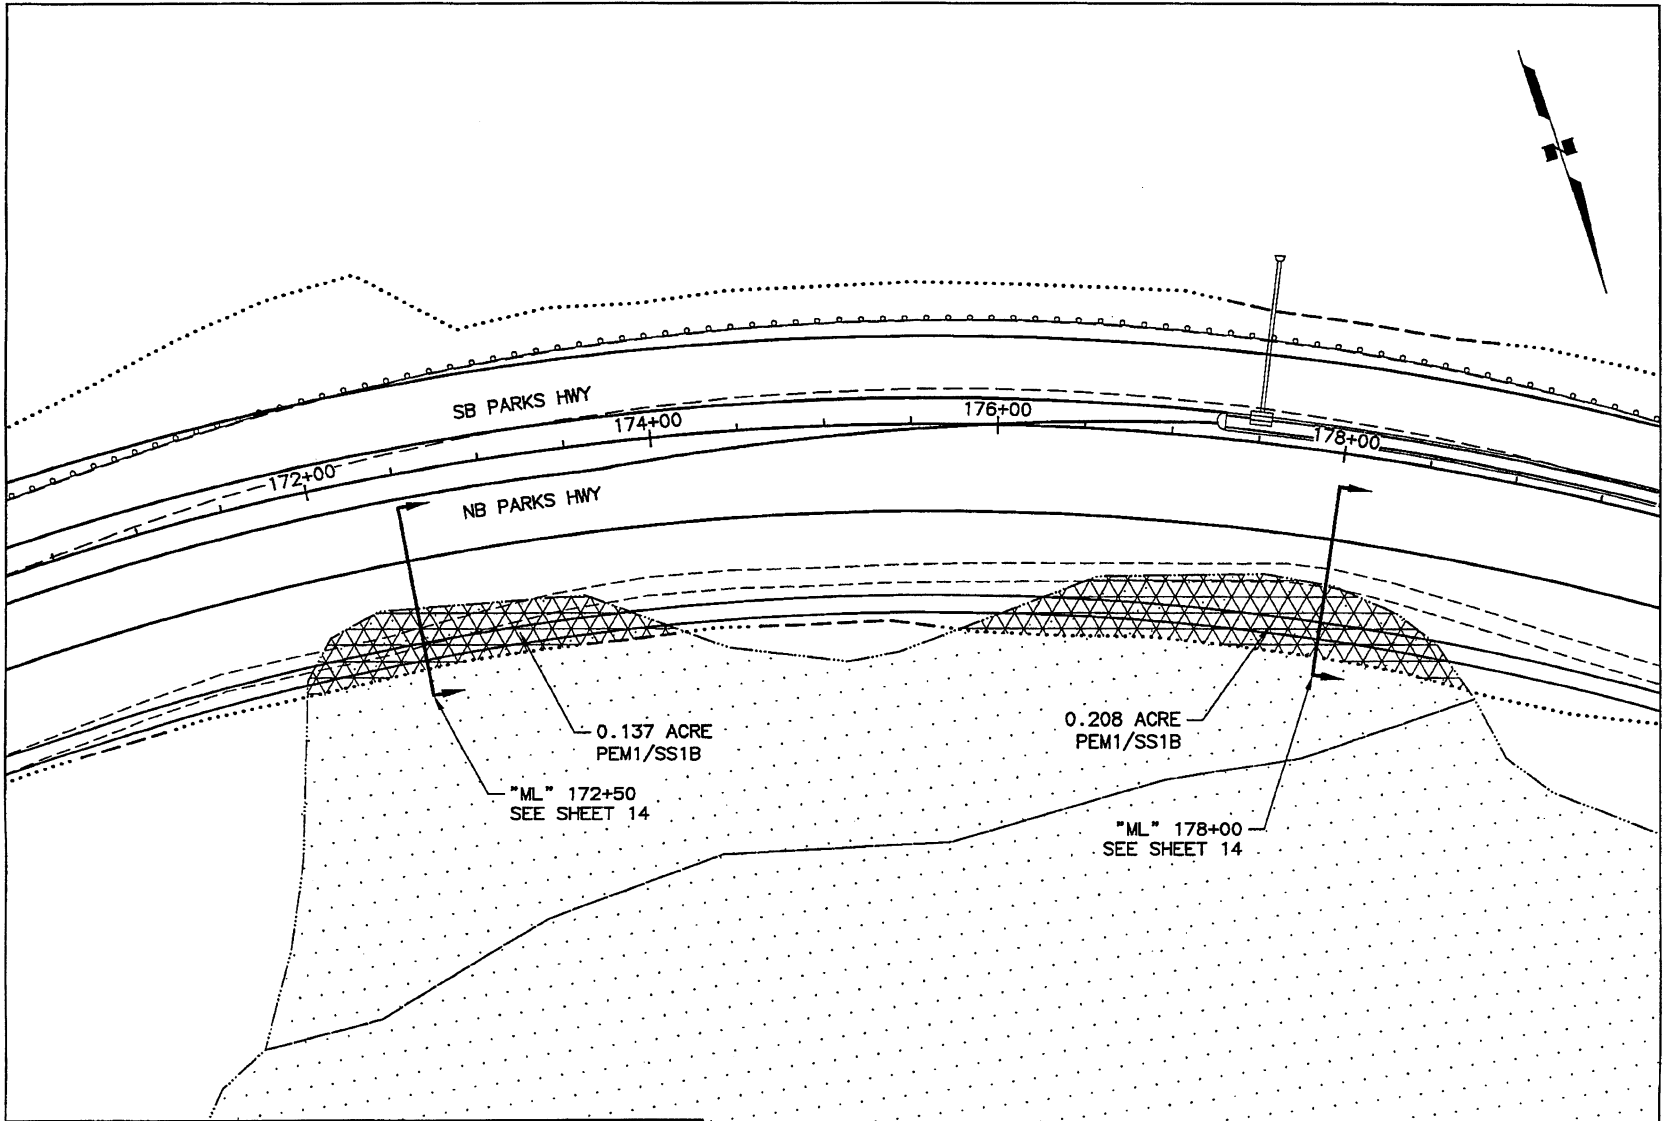 SB PARKS HWY
174+00
176+00
178+00
172+00
NB PARKS HWY
0.137 ACRE
PEM1/SS1B
0.208 ACRE
PEM1/SS1B
"ML" 172+50
SEE SHEET 14
"ML" 178+00
SEE SHEET 14